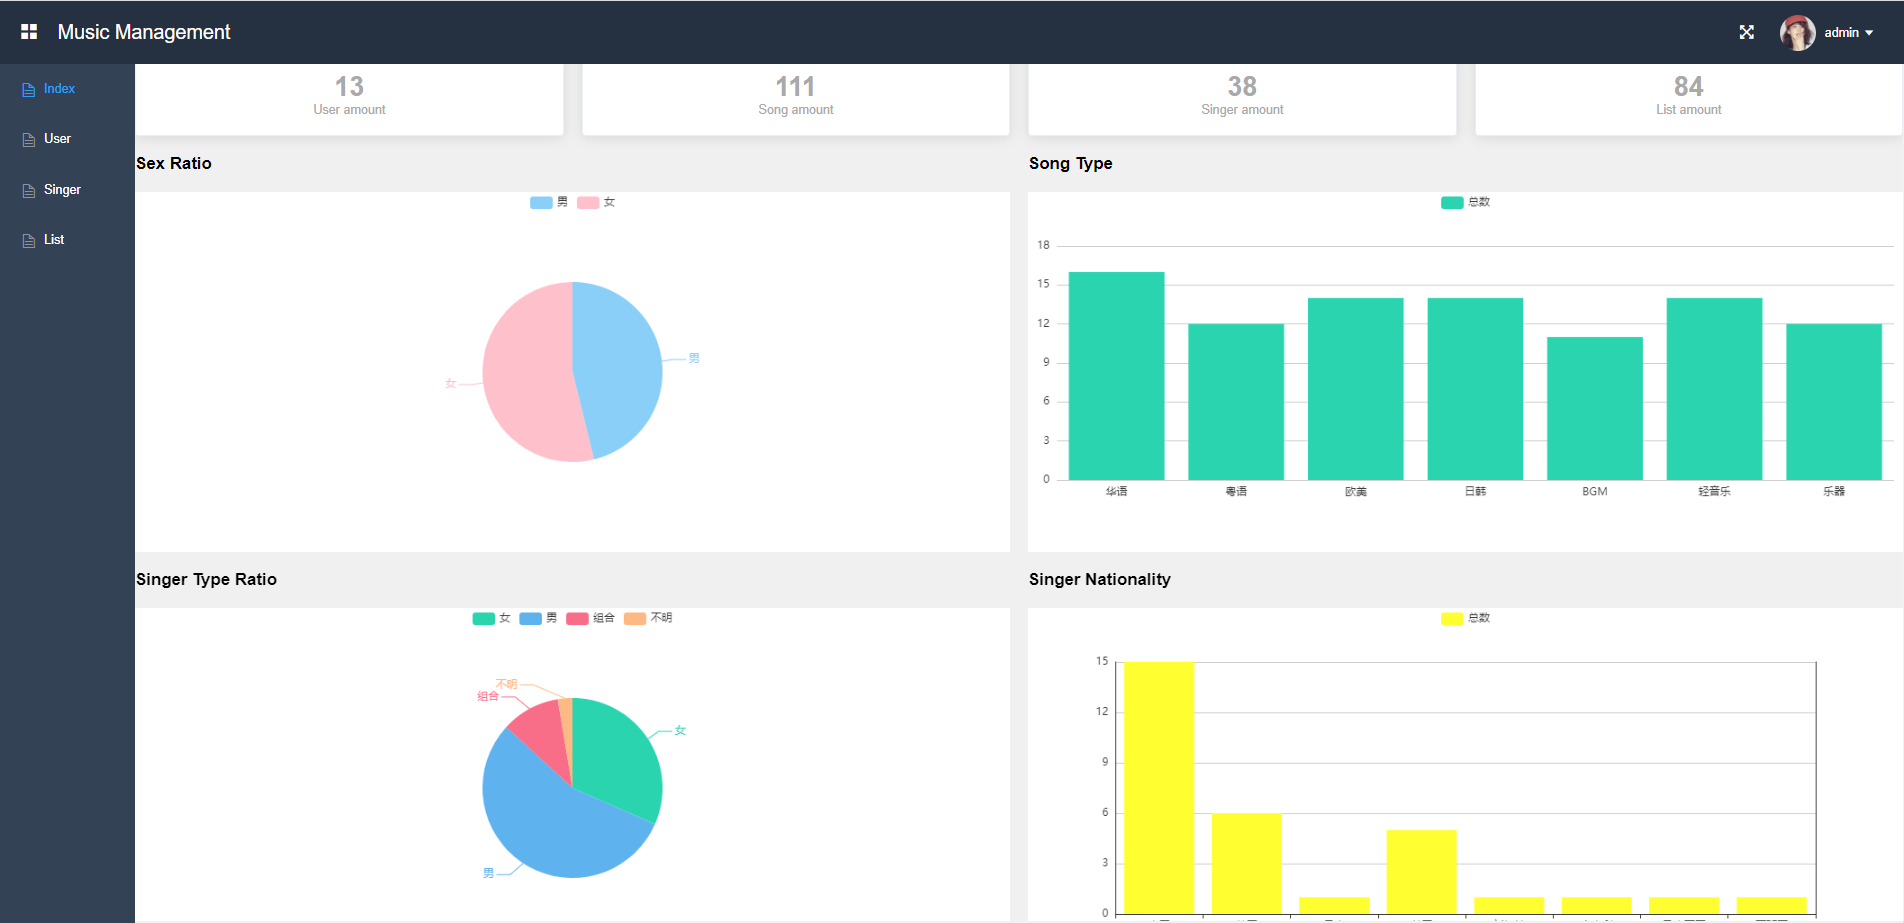 Music Management
admin
Index
User
Singer
List
13
User amount
111
Song amount
38
Singer amount
84
List amount
Sex Ratio
男 女
男
女
Song Type
总数
18
15
12
9
6
3
0
华语 粤语 欧美 日韩 BGM 轻音乐 乐器
Singer Type Ratio
女 男 组合 不明
不明
组合
女
男
Singer Nationality
总数
15
12
9
6
3
0